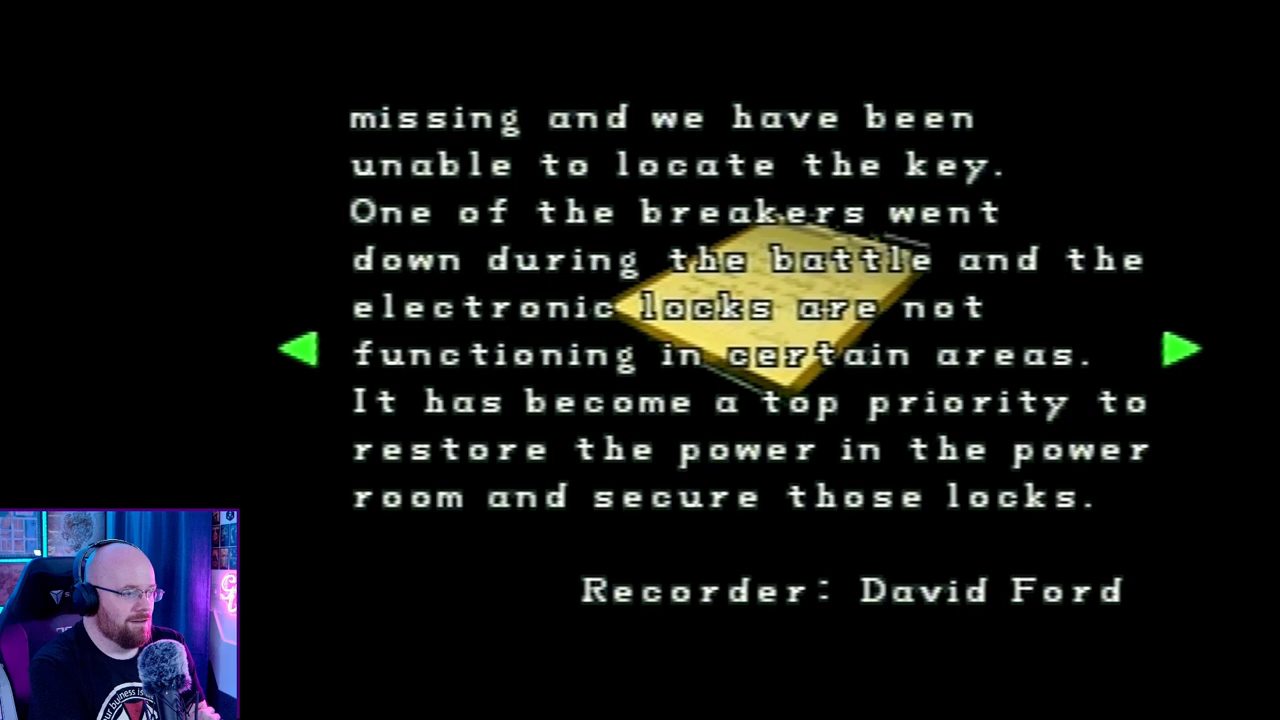 missing and we have been
unable to locate the key.
One of the breakers went
down during the battle and the
electronic locks are not
functioning in certain areas.
It has become a top priority to
restore the power in the power
room and secure those locks.
Recorder: David Ford